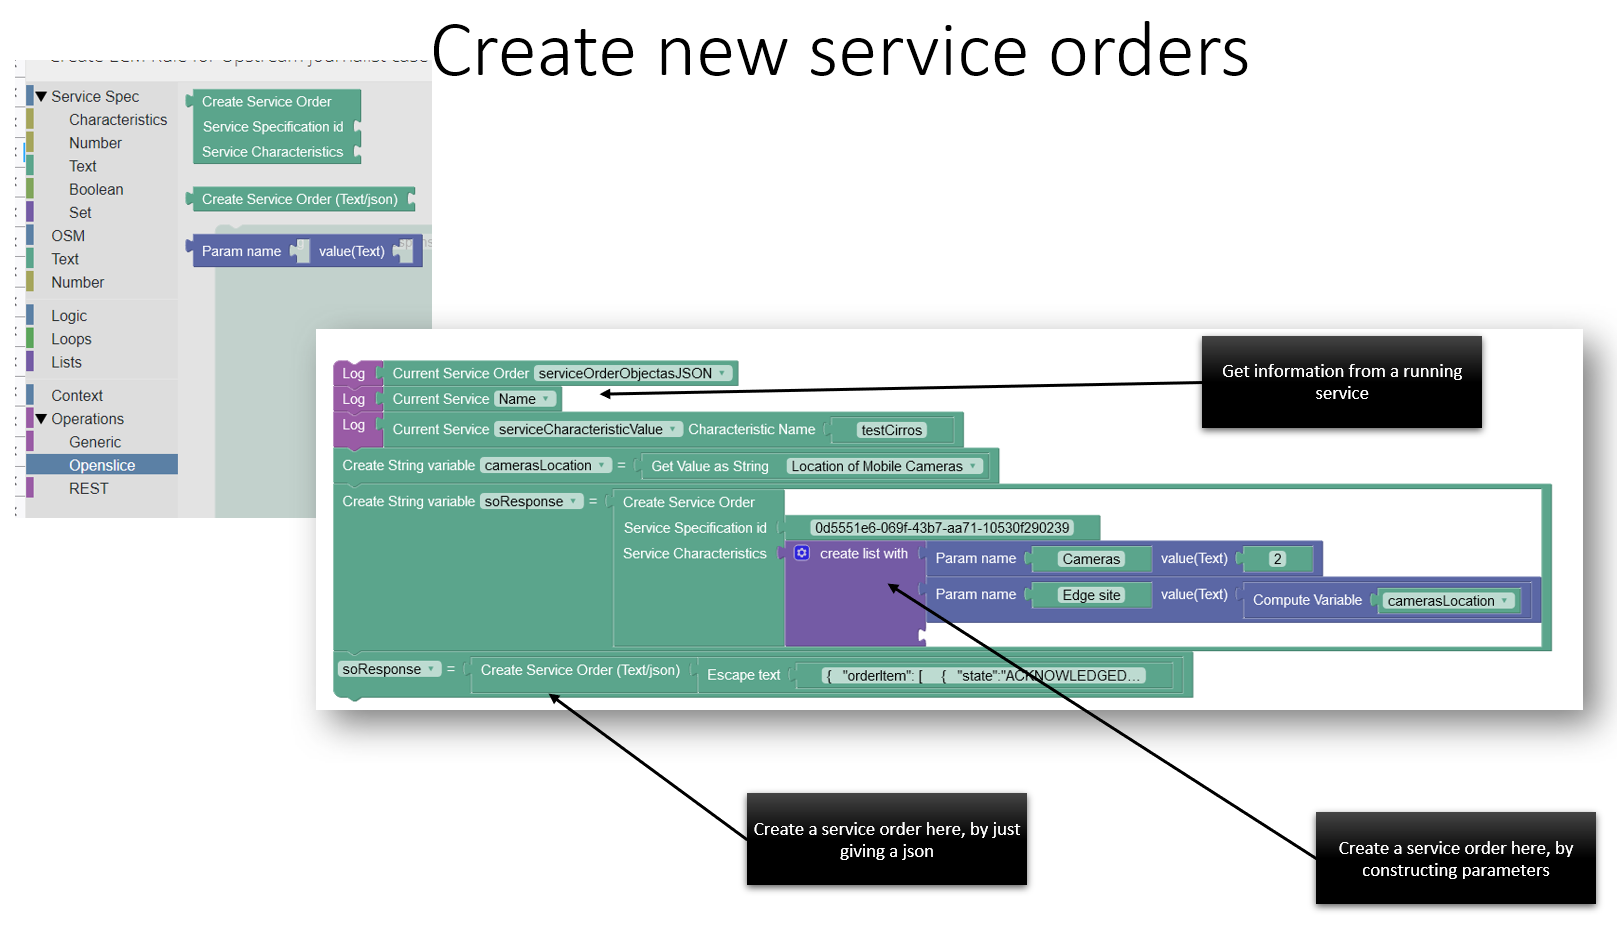 Create new service orders
Service Spec
Characteristics
Number
Text
Boolean
Set
OSM
Text
Number
Logic
Loops
Lists
Context
Operations
Generic
Openslice
REST
Create Service Order
Service Specification id
Service Characteristics
Create Service Order (Text/json)
Param name value(Text)
Log Current Service Order serviceOrderObjectasJSON
Log Current Service Name
Log Current Service serviceCharacteristicValue Characteristic Name testCirros
Create String variable camerasLocation = Get Value as String Location of Mobile Cameras
Create String variable soResponse = Create Service Order
Service Specification id 0d5551e6-069f-43b7-aa71-10530f290239
Service Characteristics create list with Param name Cameras value(Text) 2
Param name Edge site value(Text) Compute Variable camerasLocation
soResponse = Create Service Order (Text/json) Escape text { "orderItem": [ { "state":"ACKNOWLEDGED...
Get information from a running
service
Create a service order here, by just
giving a json
Create a service order here, by
constructing parameters